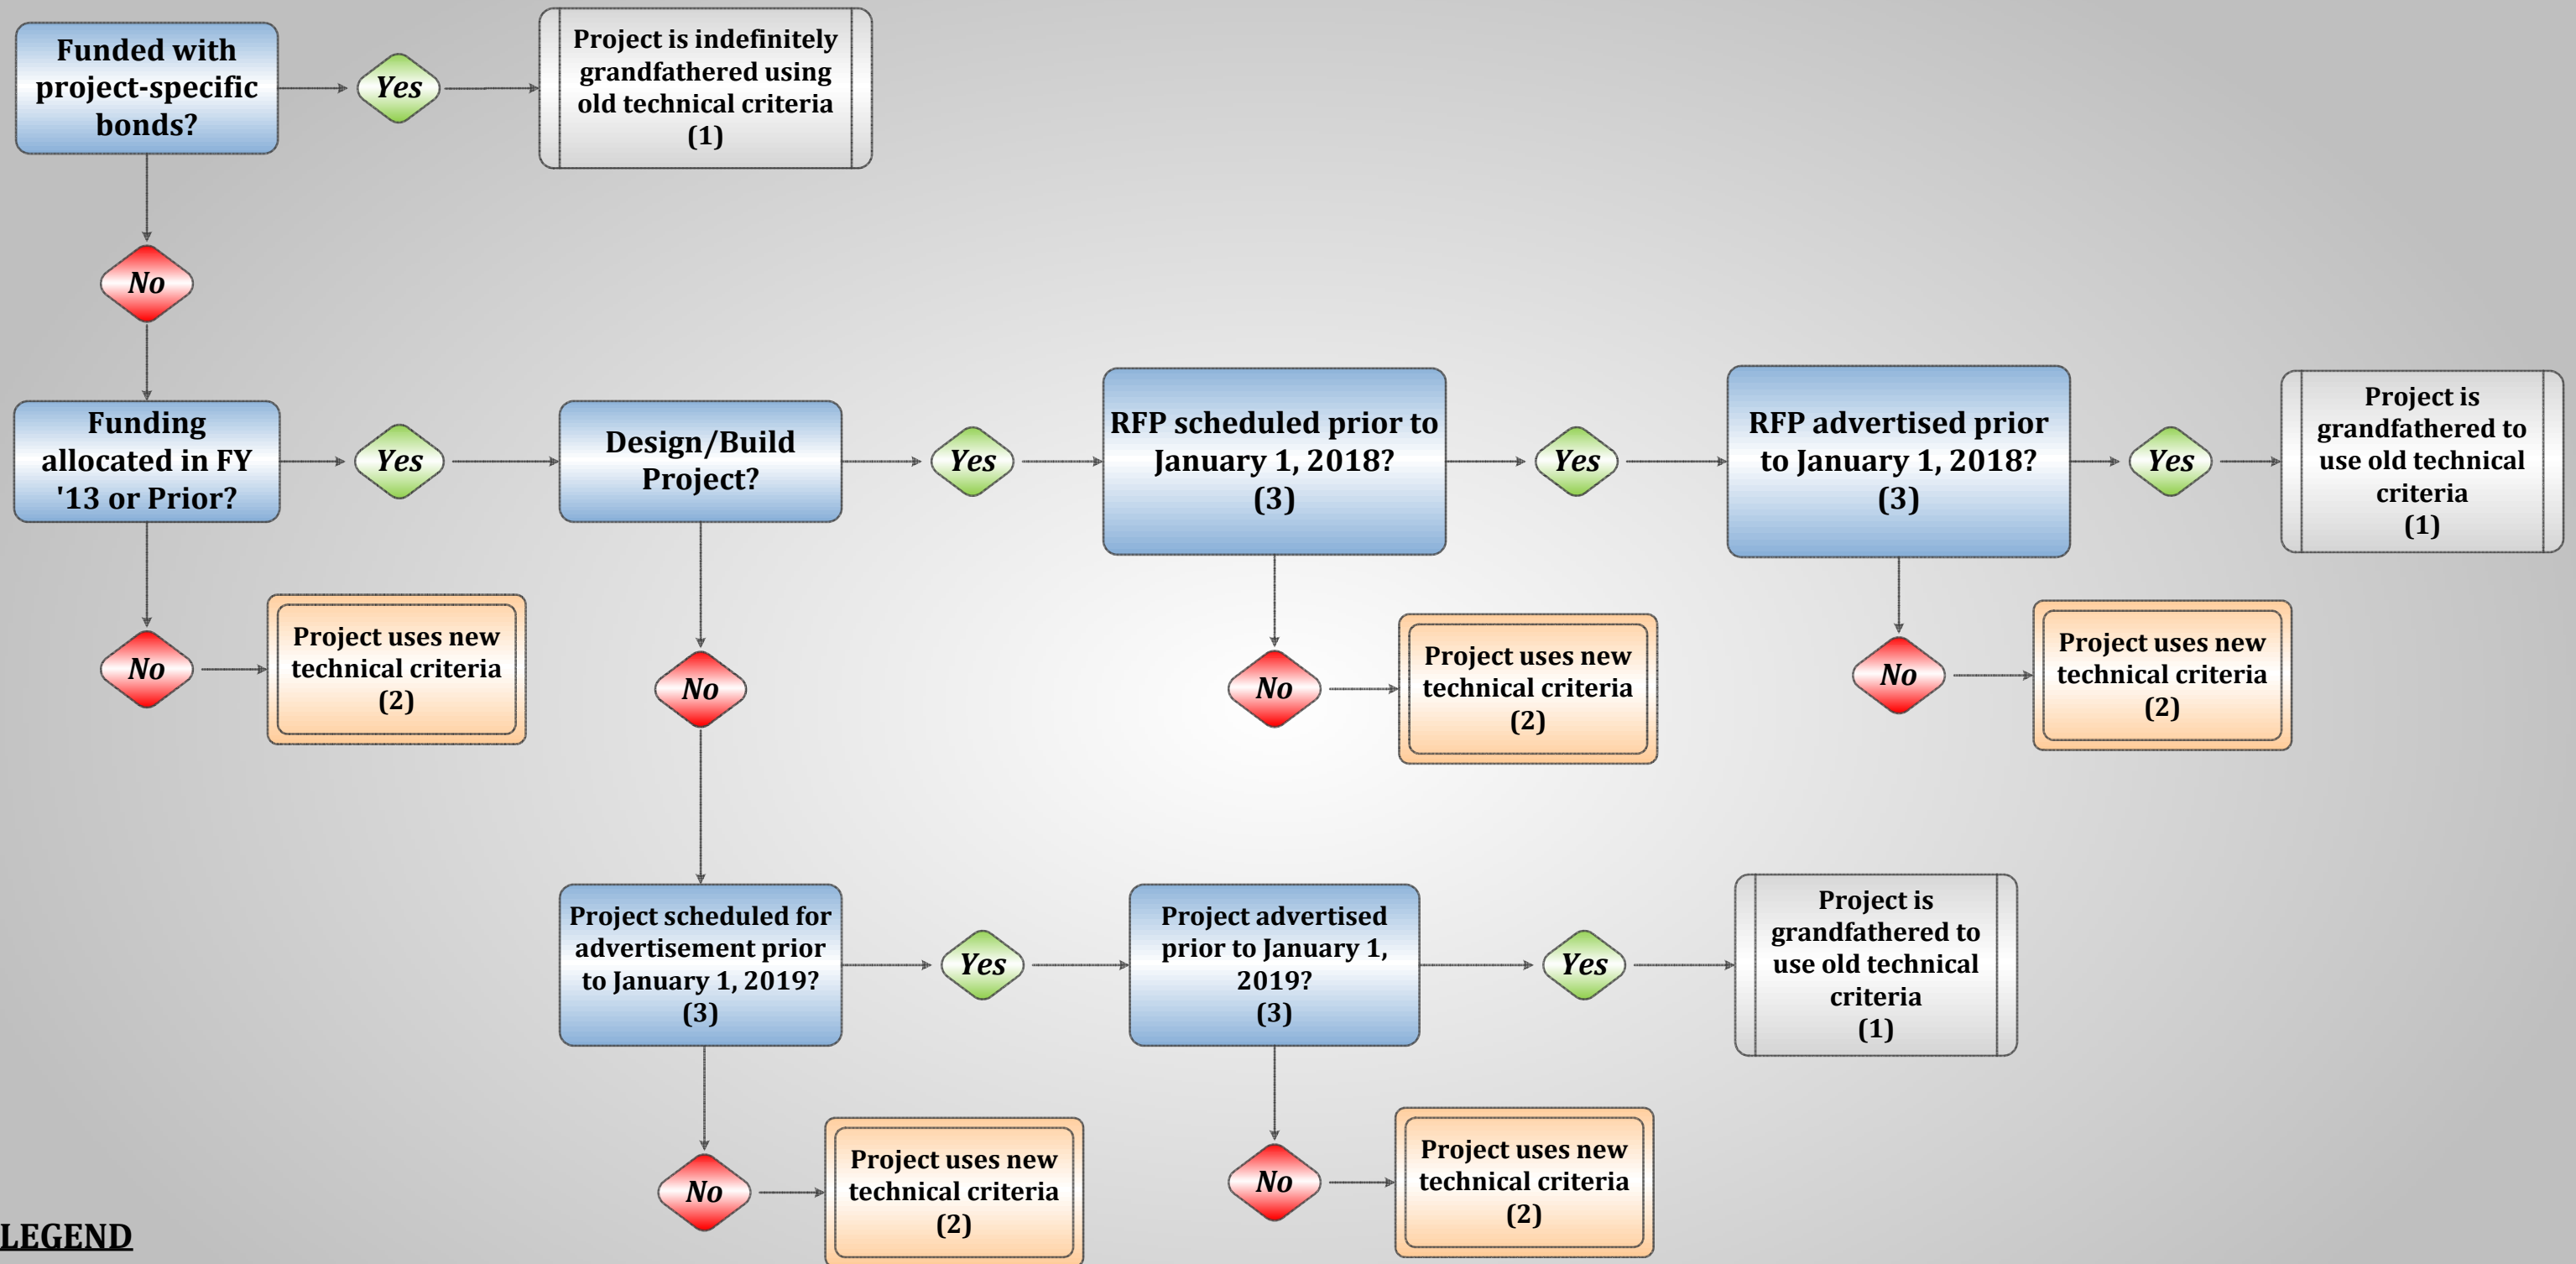 Funded with
project-specific
bonds?
Yes
Project is indefinitely
grandfathered using
old technical criteria
(1)
No
Funding
allocated in FY
'13 or Prior?
Yes
Design/Build
Project?
Yes
RFP scheduled prior to
January 1, 2018?
(3)
Yes
RFP advertised prior
to January 1, 2018?
(3)
Yes
Project is
grandfathered to
use old technical
criteria
(1)
No
Project uses new
technical criteria
(2)
No
No
Project uses new
technical criteria
(2)
No
Project uses new
technical criteria
(2)
Project scheduled for
advertisement prior
to January 1, 2019?
(3)
Yes
Project advertised
prior to January 1,
2019?
(3)
Yes
Project is
grandfathered to
use old technical
criteria
(1)
No
Project uses new
technical criteria
(2)
No
Project uses new
technical criteria
(2)
LEGEND